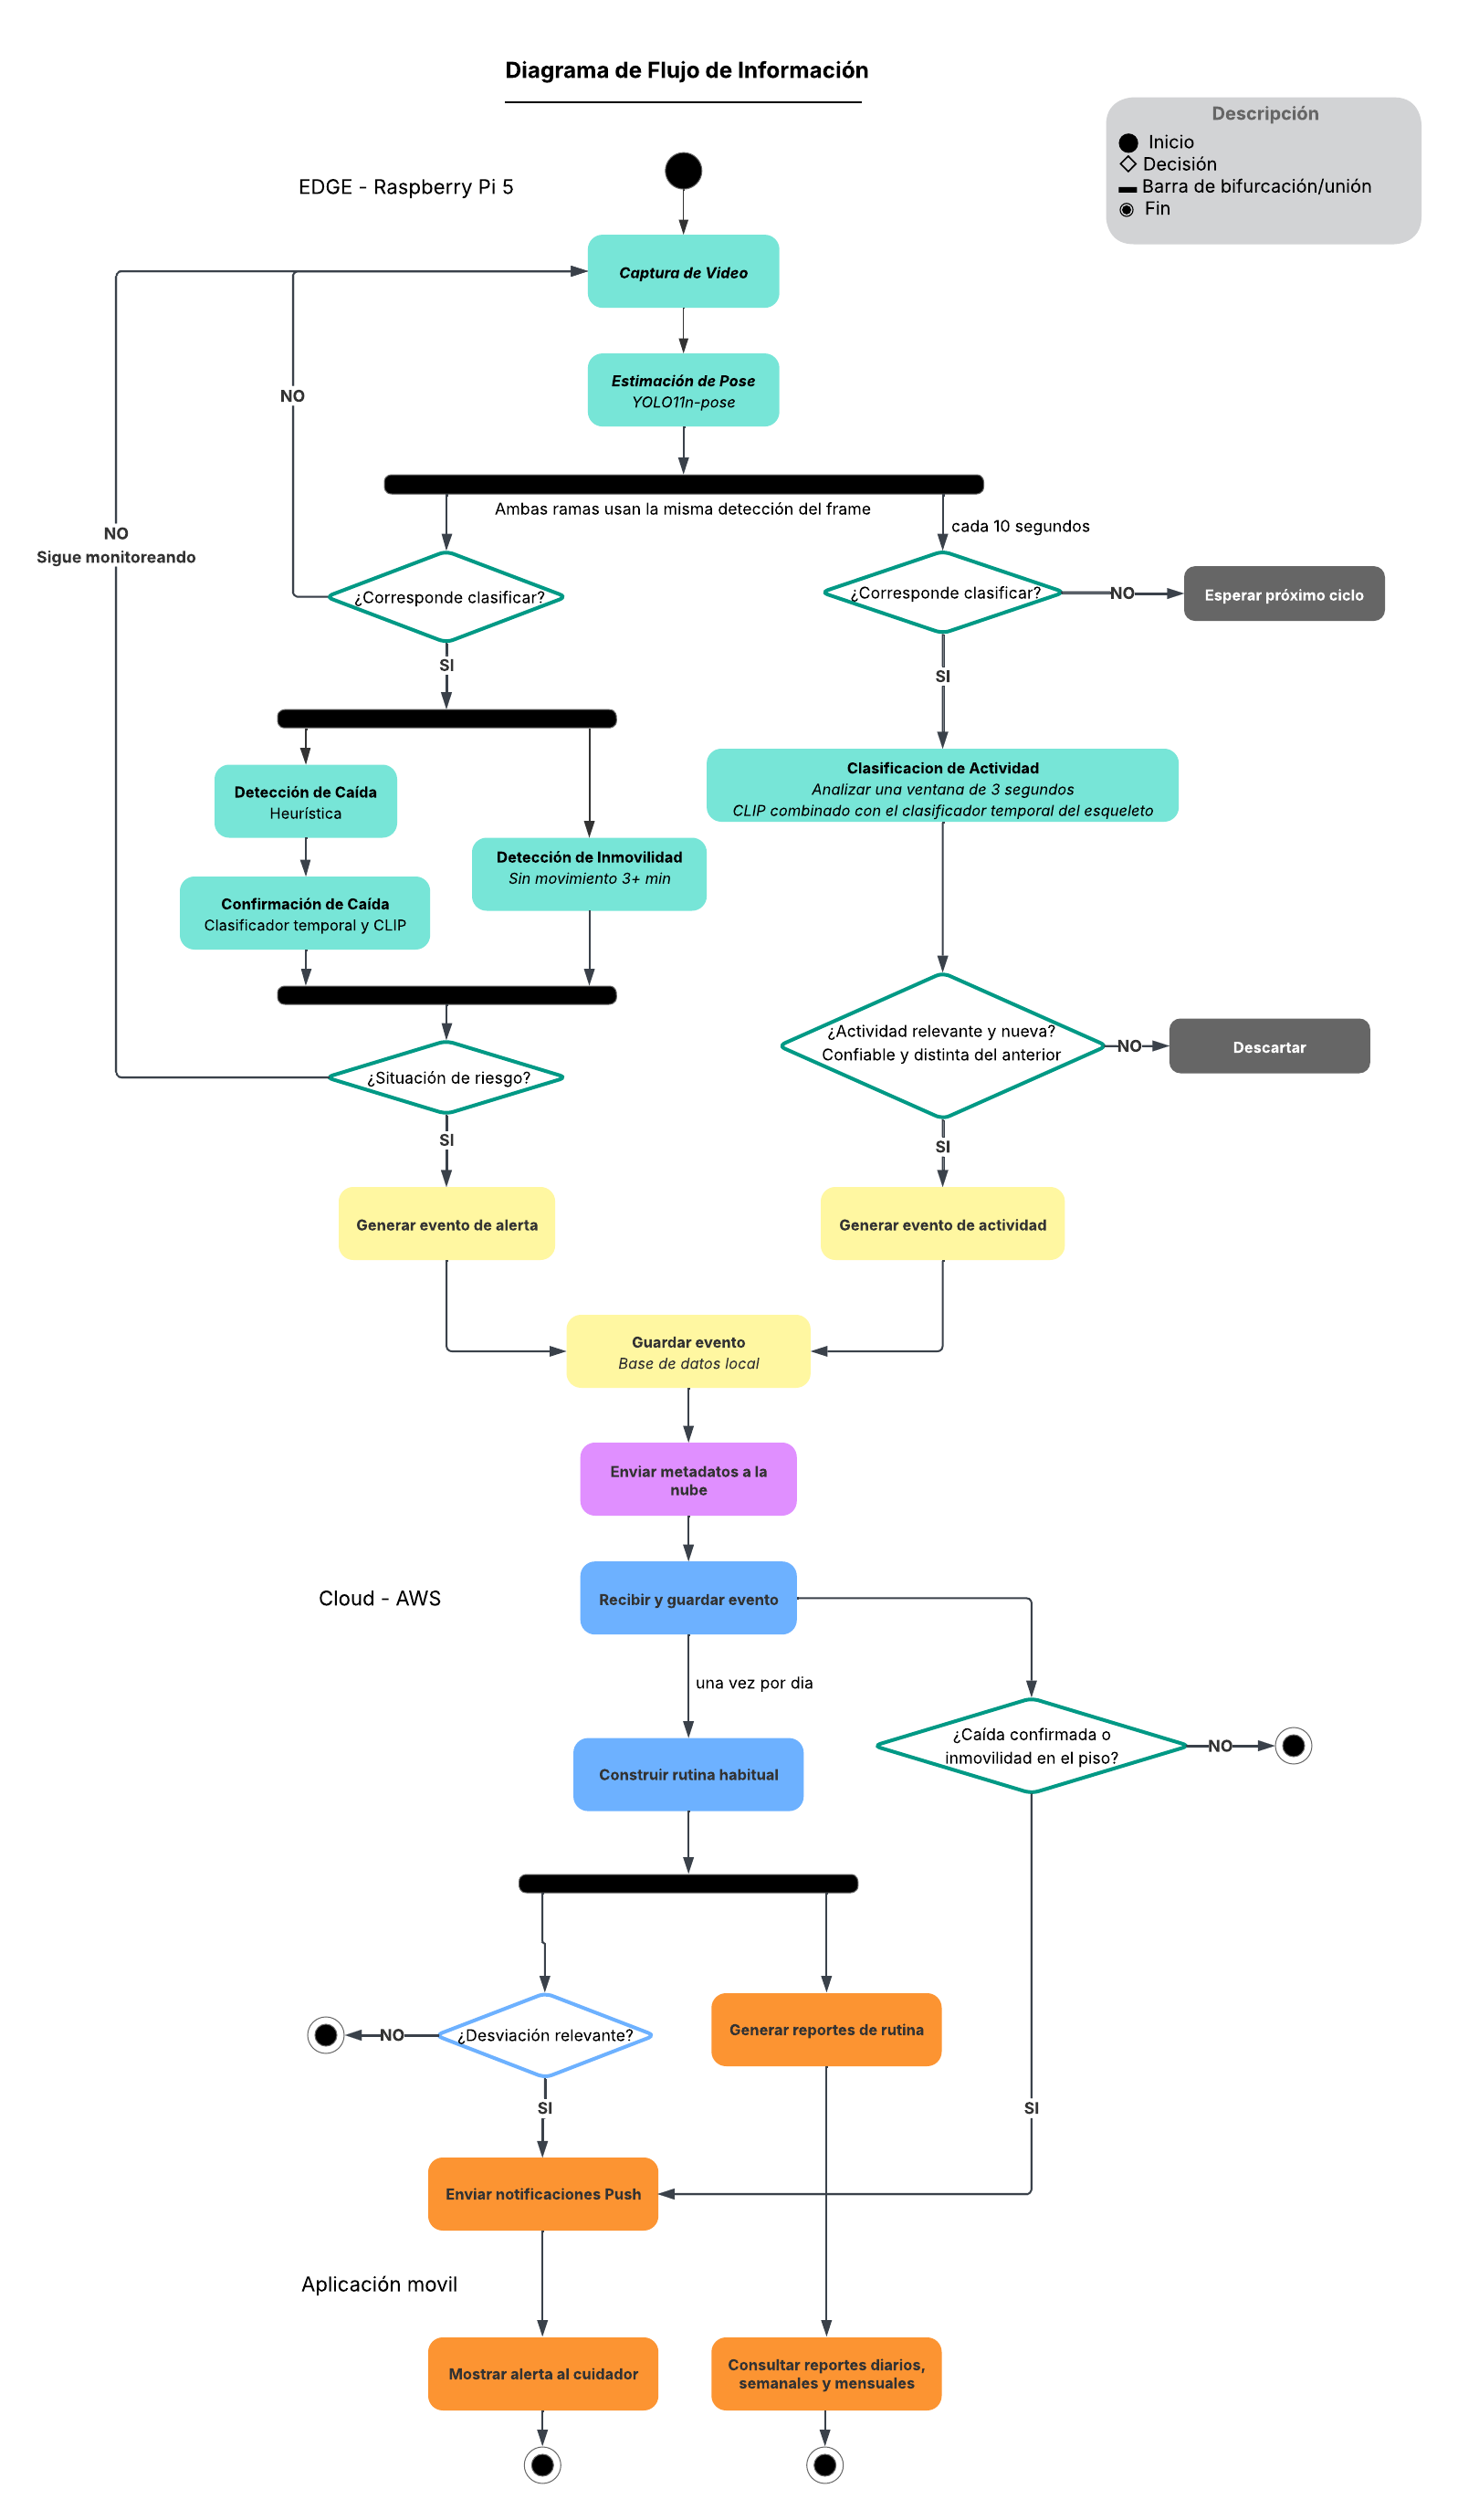 Diagrama de Flujo de Información
Descripción
Inicio
Decisión
Barra de bifurcación/unión
Fin
EDGE - Raspberry Pi 5
Captura de Video
Estimación de Pose
YOLO11n-pose
NO
Ambas ramas usan la misma detección del frame
cada 10 segundos
NO
Sigue monitoreando
¿Corresponde clasificar?
¿Corresponde clasificar?
NO
Esperar próximo ciclo
SI
SI
Detección de Caída
Heurística
Clasificacion de Actividad
Analizar una ventana de 3 segundos
CLIP combinado con el clasificador temporal del esqueleto
Detección de Inmovilidad
Sin movimiento 3+ min
Confirmación de Caída
Clasificador temporal y CLIP
¿Actividad relevante y nueva?
Confiable y distinta del anterior
NO
Descartar
¿Situación de riesgo?
SI
SI
Generar evento de alerta
Generar evento de actividad
Guardar evento
Base de datos local
Enviar metadatos a la
nube
Cloud - AWS
Recibir y guardar evento
una vez por dia
¿Caída confirmada o
inmovilidad en el piso?
NO
Construir rutina habitual
NO
¿Desviación relevante?
Generar reportes de rutina
SI
SI
Enviar notificaciones Push
Aplicación movil
Mostrar alerta al cuidador
Consultar reportes diarios,
semanales y mensuales